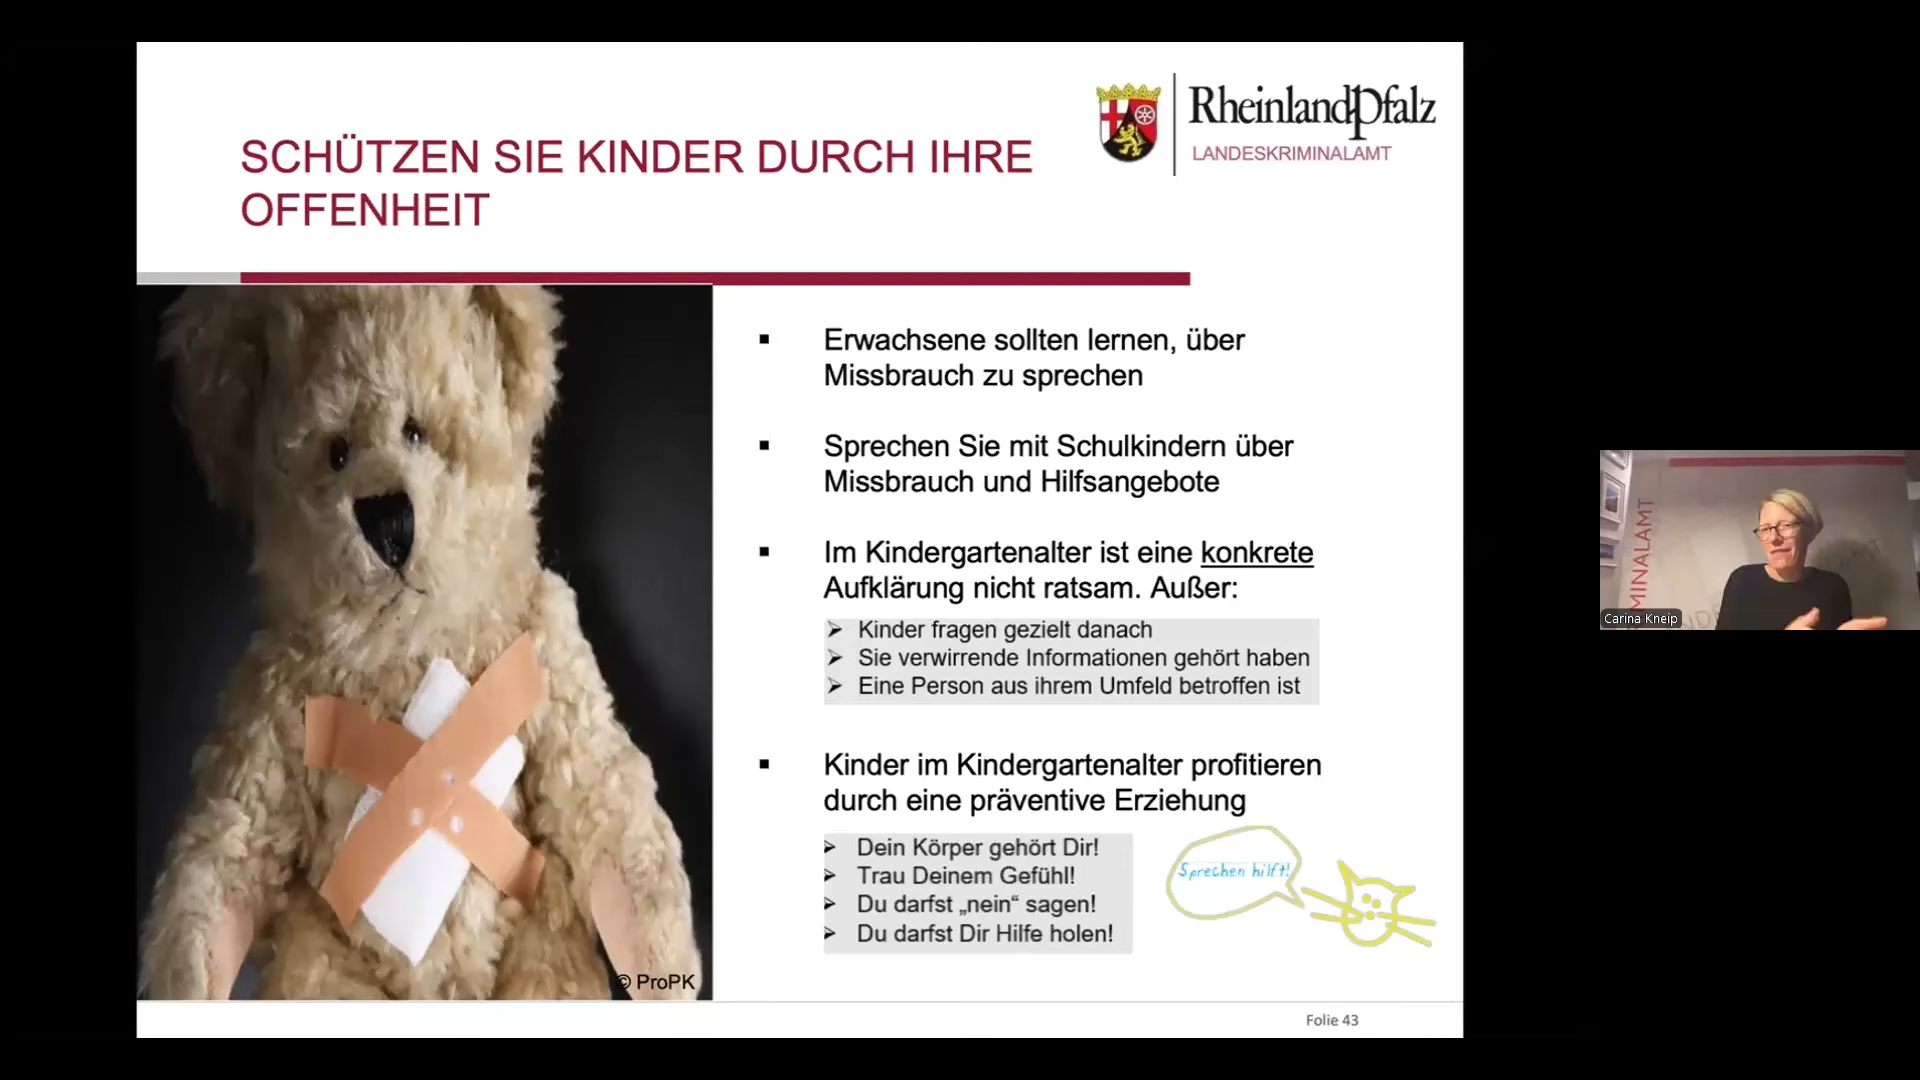 SCHÜTZEN SIE KINDER DURCH IHRE
OFFENHEIT
RheinlandPfalz
LANDESKRIMINALAMT
▪ Erwachsene sollten lernen, über
Missbrauch zu sprechen
▪ Sprechen Sie mit Schulkindern über
Missbrauch und Hilfsangebote
▪ Im Kindergartenalter ist eine konkrete
Aufklärung nicht ratsam. Außer:
➢ Kinder fragen gezielt danach
➢ Sie verwirrende Informationen gehört haben
➢ Eine Person aus ihrem Umfeld betroffen ist
▪ Kinder im Kindergartenalter profitieren
durch eine präventive Erziehung
➢ Dein Körper gehört Dir!
➢ Trau Deinem Gefühl!
➢ Du darfst „nein“ sagen!
➢ Du darfst Dir Hilfe holen!
Sprechen hilft!
© ProPK
Folie 43
MINALAMT
Carina Kneip